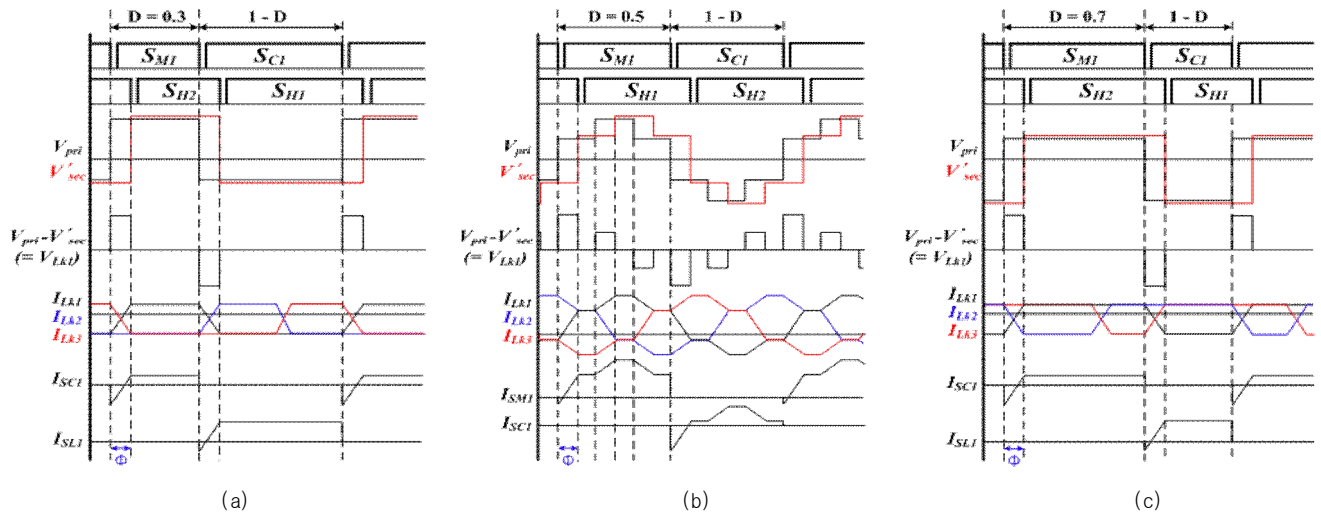 D = 0.3
1 - D
S_M1
S_C1
S_H2
S_H1
V_pri
V'_sec
V_pri-V'_sec
(= V_Lk1)
I_Lk1
I_Lk2
I_Lk3
I_SC1
I_SL1
Φ
(a)
D = 0.5
1 - D
S_M1
S_C1
S_H1
S_H2
V_pri
V'_sec
V_pri-V'_sec
(= V_Lk1)
I_Lk1
I_Lk2
I_Lk3
I_SM1
I_SC1
Φ
(b)
D = 0.7
1 - D
S_M1
S_C1
S_H2
S_H1
V_pri
V'_sec
V_pri-V'_sec
(= V_Lk1)
I_Lk1
I_Lk2
I_Lk3
I_SC1
I_SL1
Φ
(c)